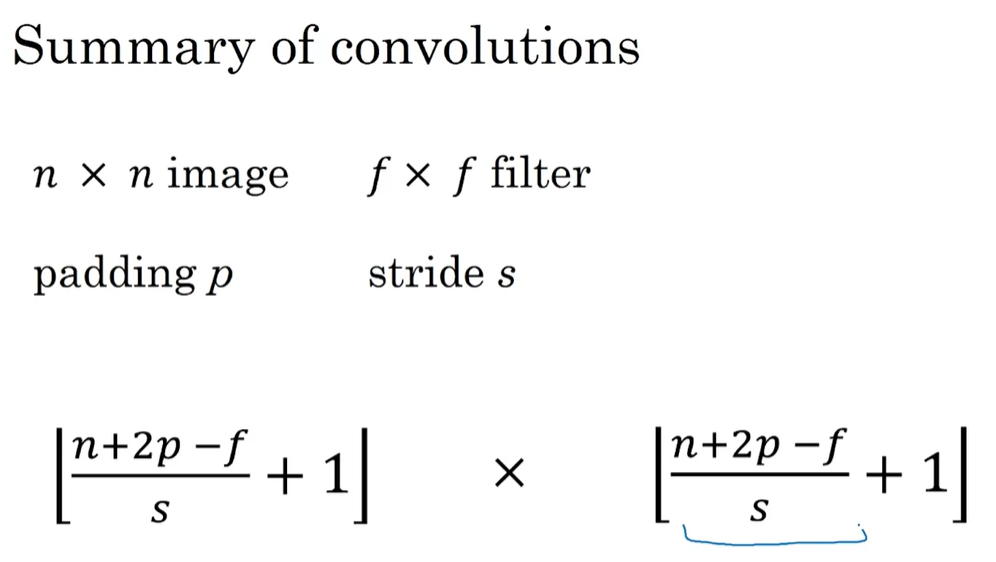 Summary of convolutions
n × n image f × f filter
padding p stride s
⌊(n+2p −f)/s + 1⌋ × ⌊(n+2p −f)/s + 1⌋